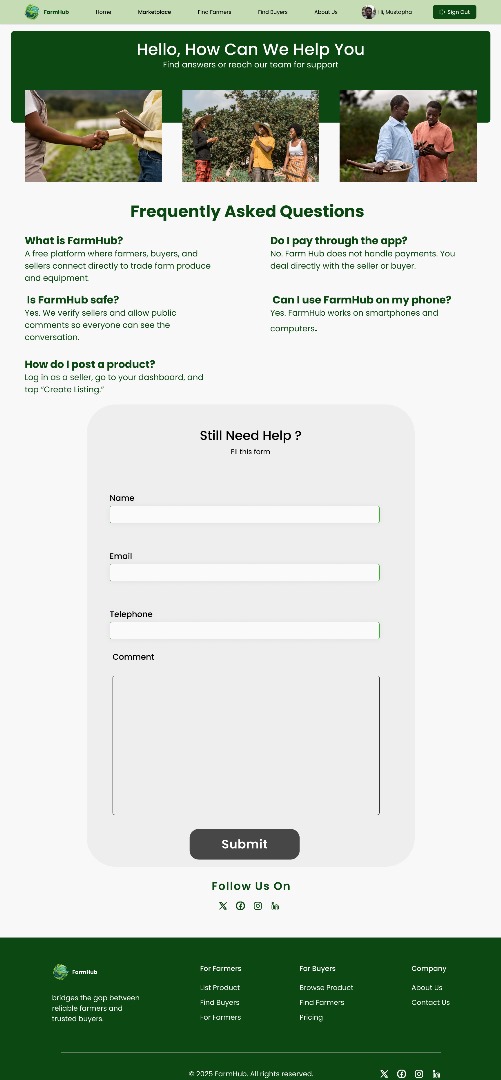 FarmHub
Home
Marketplace
Find Farmers
Find Buyers
About Us
Hi, Mustapha
Sign Out
Hello, How Can We Help You
Find answers or reach our team for support
Frequently Asked Questions
What is FarmHub?
A free platform where farmers, buyers, and
sellers connect directly to trade farm produce
and equipment.
Do I pay through the app?
No. Farm Hub does not handle payments. You
deal directly with the seller or buyer.
Is FarmHub safe?
Yes. We verify sellers and allow public
comments so everyone can see the
conversation.
Can I use FarmHub on my phone?
Yes. FarmHub works on smartphones and
computers.
How do I post a product?
Log in as a seller, go to your dashboard, and
tap “Create Listing.”
Still Need Help ?
Fil this form
Name
Email
Telephone
Comment
Submit
Follow Us On
FarmHub
bridges the gap between
reliable farmers and
trusted buyers.
For Farmers
List Product
Find Buyers
For Farmers
For Buyers
Browse Product
Find Farmers
Pricing
Company
About Us
Contact Us
© 2025 FarmHub. All rights reserved.